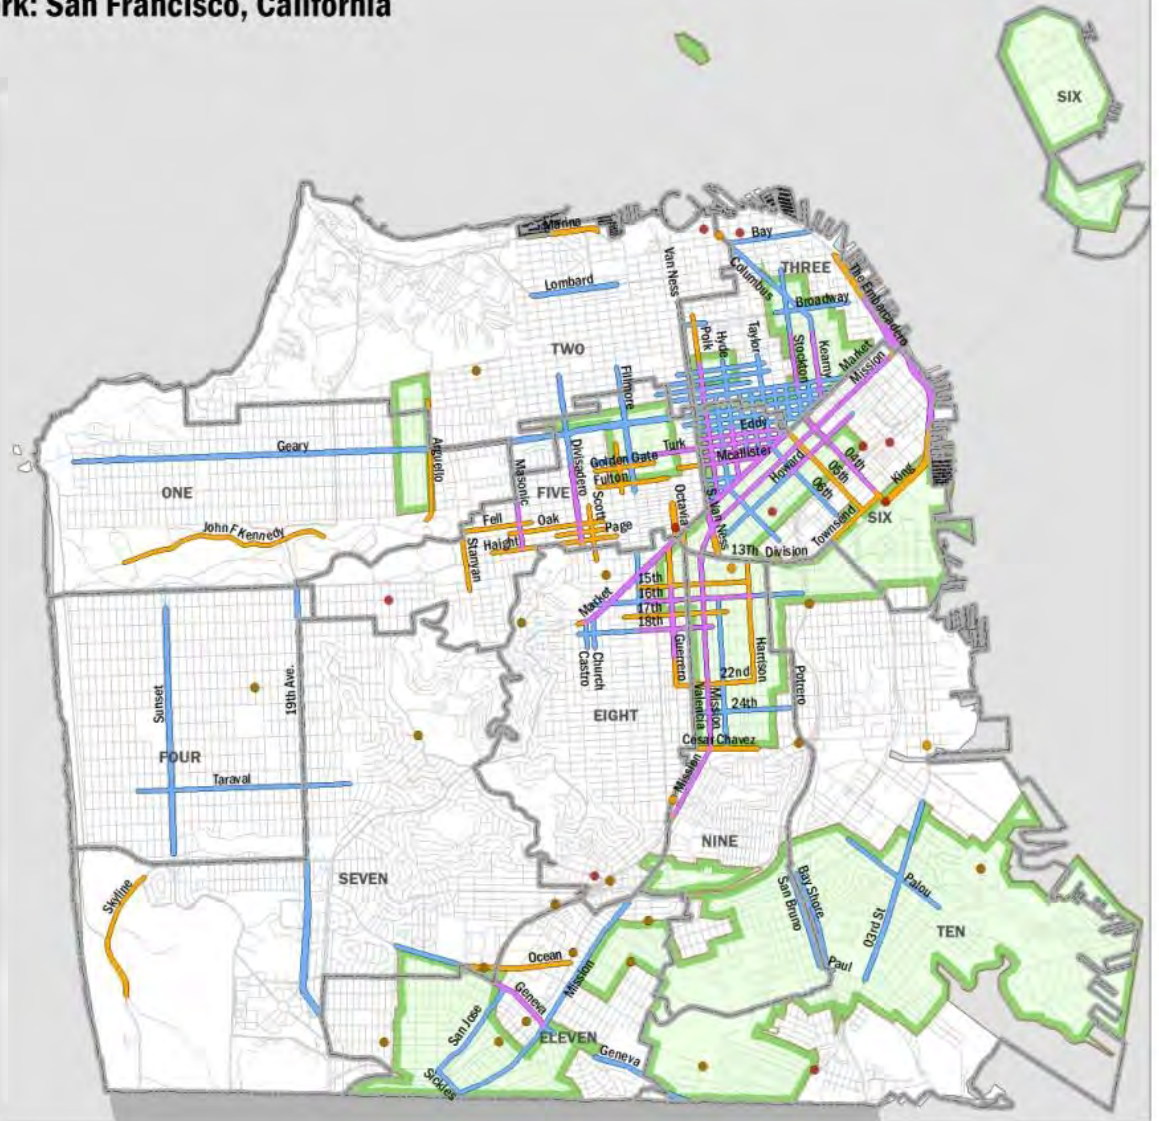 rk: San Francisco, California
SIX
Marina
Bay
Van Ness
Columbus
THREE
The Embarcadero
Lombard
Broadway
TWO
Polk
Hyde
Taylor
Stockton
Kearny
Market
Mission
Fillmore
Geary
Arguello
Eddy
Turk
Mcallister
Masonic
Divisadero
Golden Gate
Fulton
Howard
04th
05th
06th
King
ONE
FIVE
Scott
Octavia
S. Van Ness
SIX
Townsend
John F Kennedy
Fell
Oak
Page
Haight
Stanyan
13Th
Division
15th
16th
17th
18th
Market
Guerrero
Harrison
Church
Castro
22nd
Potrero
Sunset
19th Ave.
Valencia
Mission
24th
EIGHT
Cesar Chavez
FOUR
Taraval
Mission
NINE
SEVEN
Skyline
Bay Shore
San Bruno
Palou
03rd St
TEN
Paul
Ocean
Mission
Geneva
San Jose
ELEVEN
Geneva
Sickles